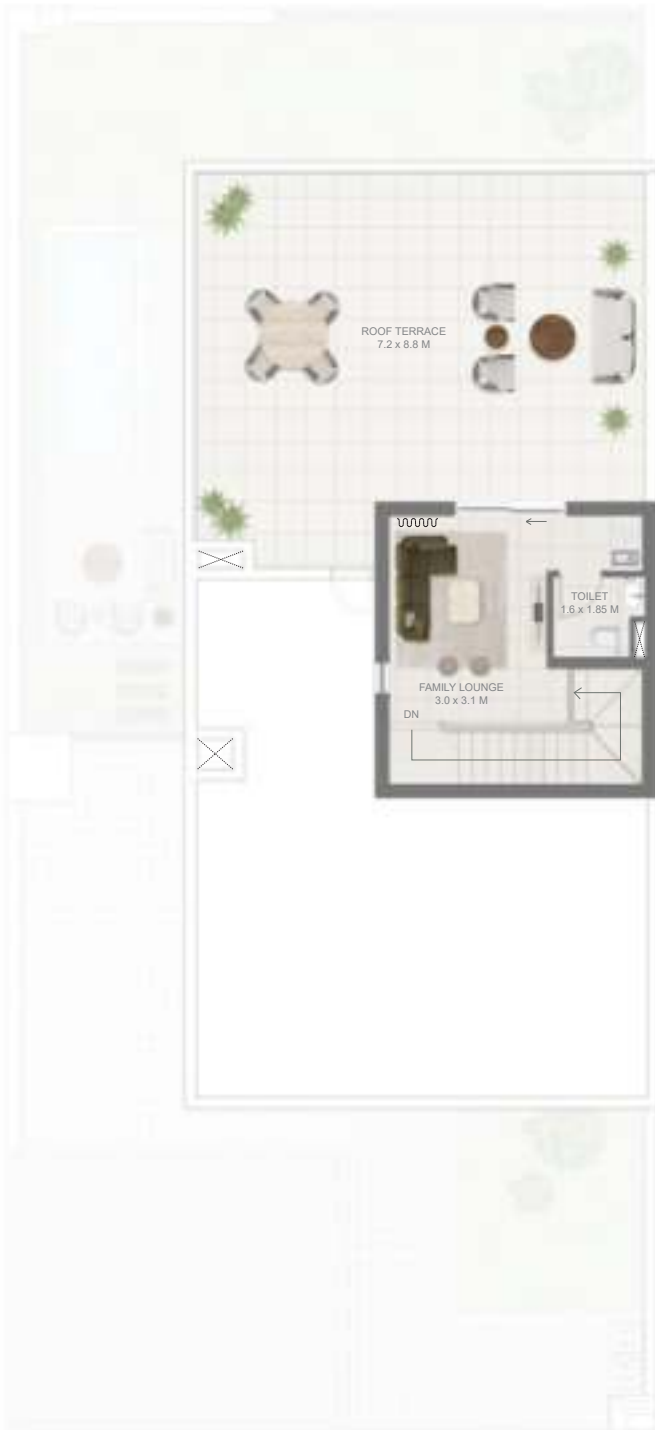 ROOF TERRACE
7.2 x 8.8 M
TOILET
1.6 x 1.85 M
FAMILY LOUNGE
3.0 x 3.1 M
DN